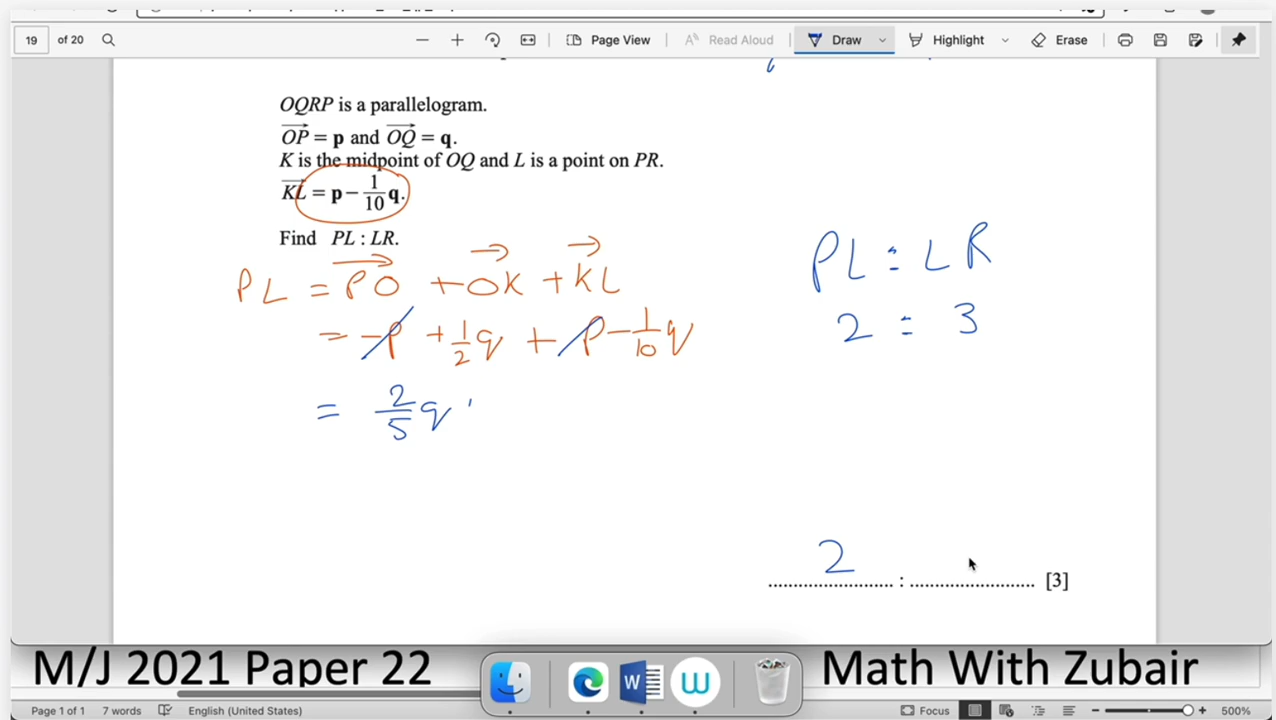 19 of 20
Page View
Read Aloud
Draw
Highlight
Erase
OQRP is a parallelogram.
OP = p and OQ = q.
K is the midpoint of OQ and L is a point on PR.
KL = p − 1/10 q.
Find PL : LR.
PL = PO + OK + KL
= −p + 1/2 q + p − 1/10 q
= 2/5 q
PL : LR
2 : 3
2
.......................... : .......................... [3]
M/J 2021 Paper 22
Math With Zubair
Page 1 of 1
7 words
English (United States)
Focus
500%